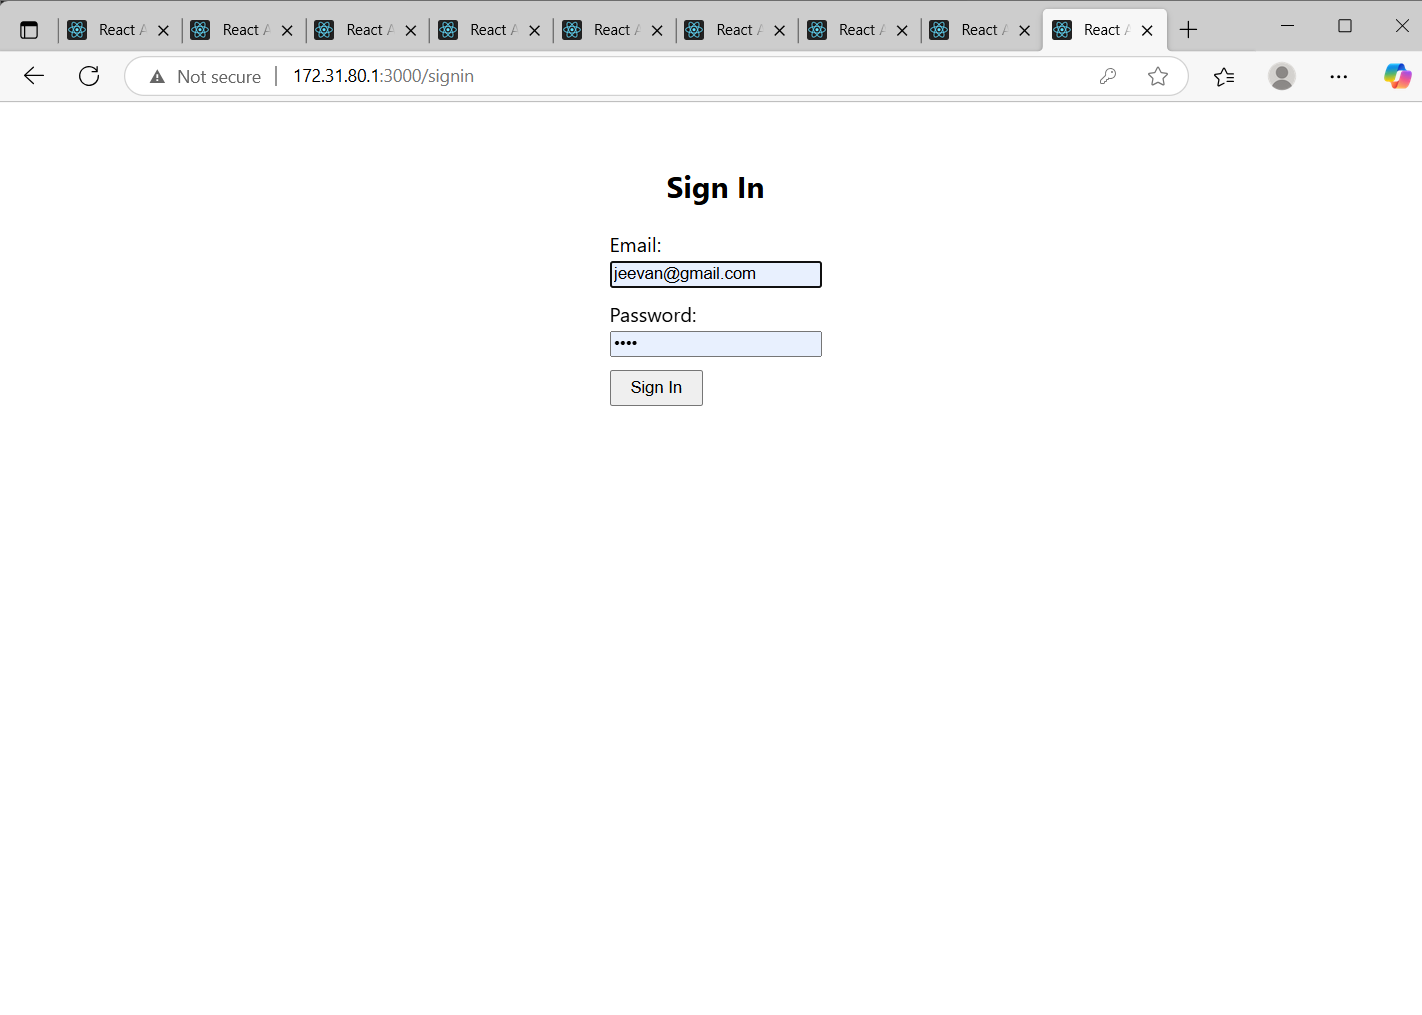 React A React A React A React A React A React A React A React A React A
Not secure 172.31.80.1:3000/signin
Sign In
Email:
jeevan@gmail.com
Password:
••••
Sign In